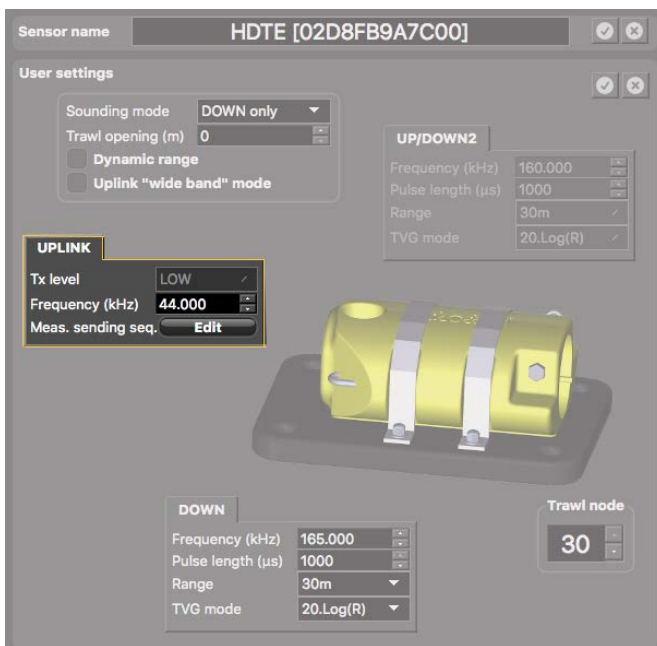 Sensor name HDTE [02D8FB9A7C00]
User settings
Sounding mode DOWN only
Trawl opening (m) 0
Dynamic range
Uplink "wide band" mode
UP/DOWN2
Frequency (kHz) 160.000
Pulse length (µs) 1000
Range 30m
TVG mode 20.Log(R)
UPLINK
Tx level LOW
Frequency (kHz) 44.000
Meas. sending seq. Edit
DOWN
Frequency (kHz) 165.000
Pulse length (µs) 1000
Range 30m
TVG mode 20.Log(R)
Trawl node
30